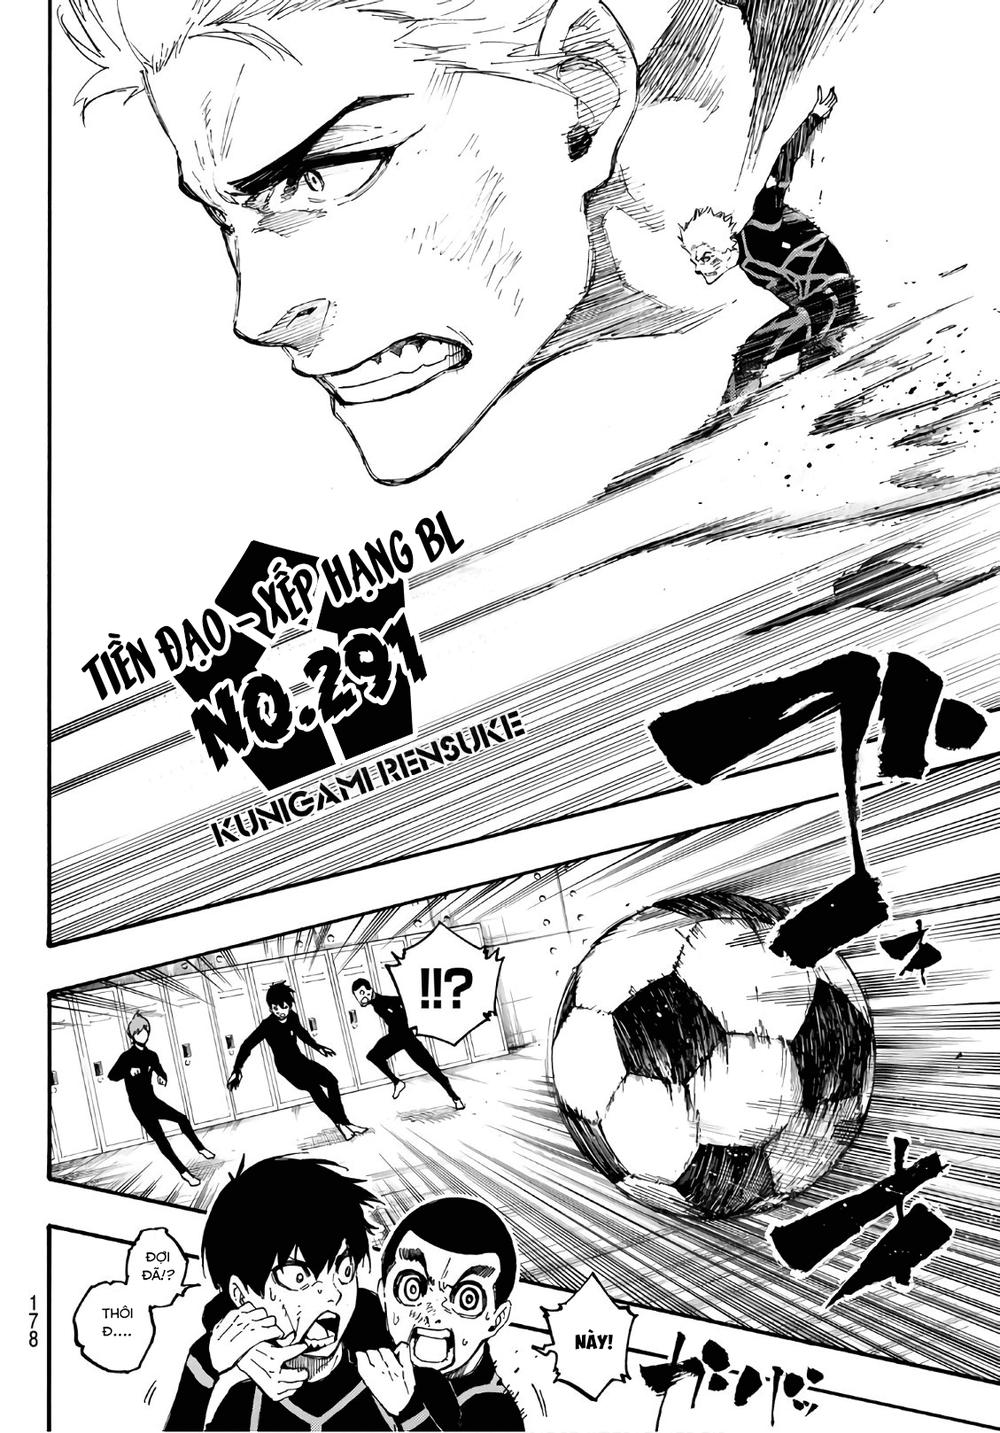 TIỀN ĐẠO - XẾP HẠNG BL
NO.291
KUNIGAMI RENSUKE
!!?
ĐỢI
ĐÃ!?
THÔI
Đ....
NÀY!
178